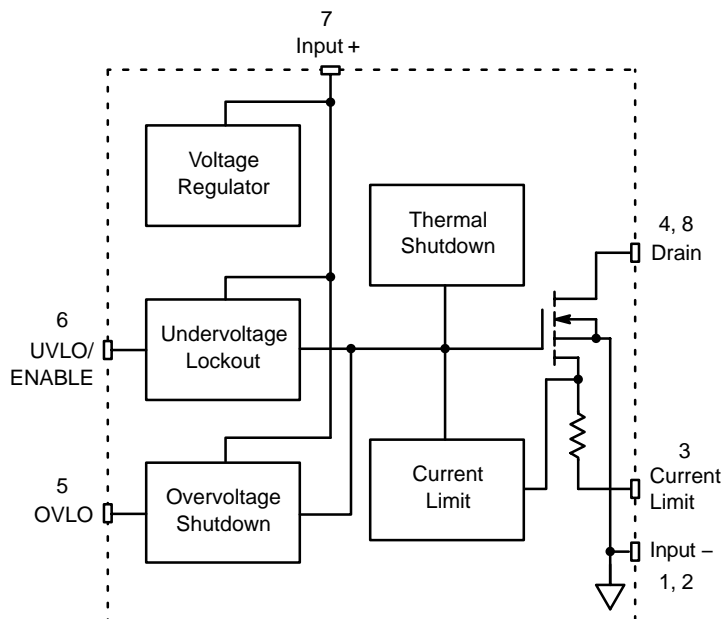 7
Input +
Voltage
Regulator
Thermal
Shutdown
4, 8
Drain
6
UVLO/
ENABLE
Undervoltage
Lockout
5
OVLO
Overvoltage
Shutdown
Current
Limit
3
Current
Limit
Input –
1, 2